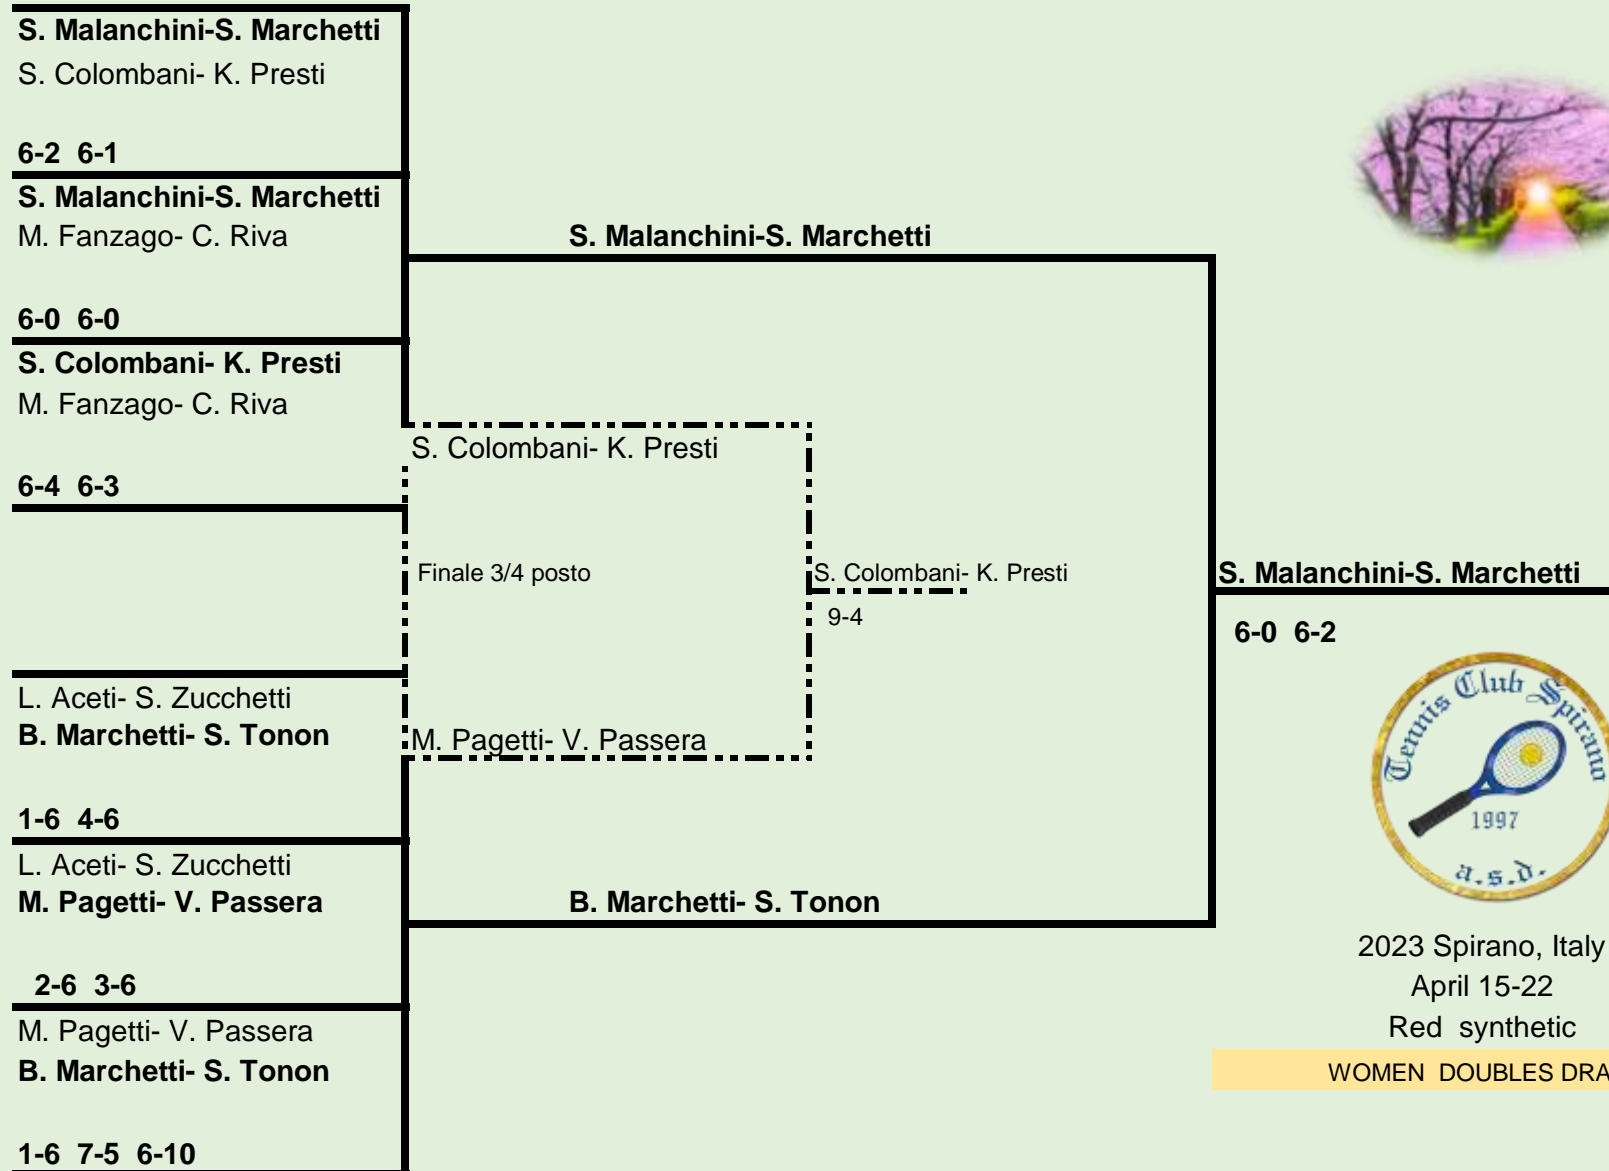 S. Malanchini-S. Marchetti
S. Colombani- K. Presti
6-2 6-1
S. Malanchini-S. Marchetti
M. Fanzago- C. Riva
6-0 6-0
S. Colombani- K. Presti
M. Fanzago- C. Riva
6-4 6-3
L. Aceti- S. Zucchetti
B. Marchetti- S. Tonon
1-6 4-6
L. Aceti- S. Zucchetti
M. Pagetti- V. Passera
2-6 3-6
M. Pagetti- V. Passera
B. Marchetti- S. Tonon
1-6 7-5 6-10
S. Malanchini-S. Marchetti
S. Colombani- K. Presti
Finale 3/4 posto
M. Pagetti- V. Passera
B. Marchetti- S. Tonon
S. Colombani- K. Presti
9-4
S. Malanchini-S. Marchetti
6-0 6-2
Tennis Club Spirano
1997
a.s.d.
2023 Spirano, Italy
April 15-22
Red synthetic
WOMEN DOUBLES DRA